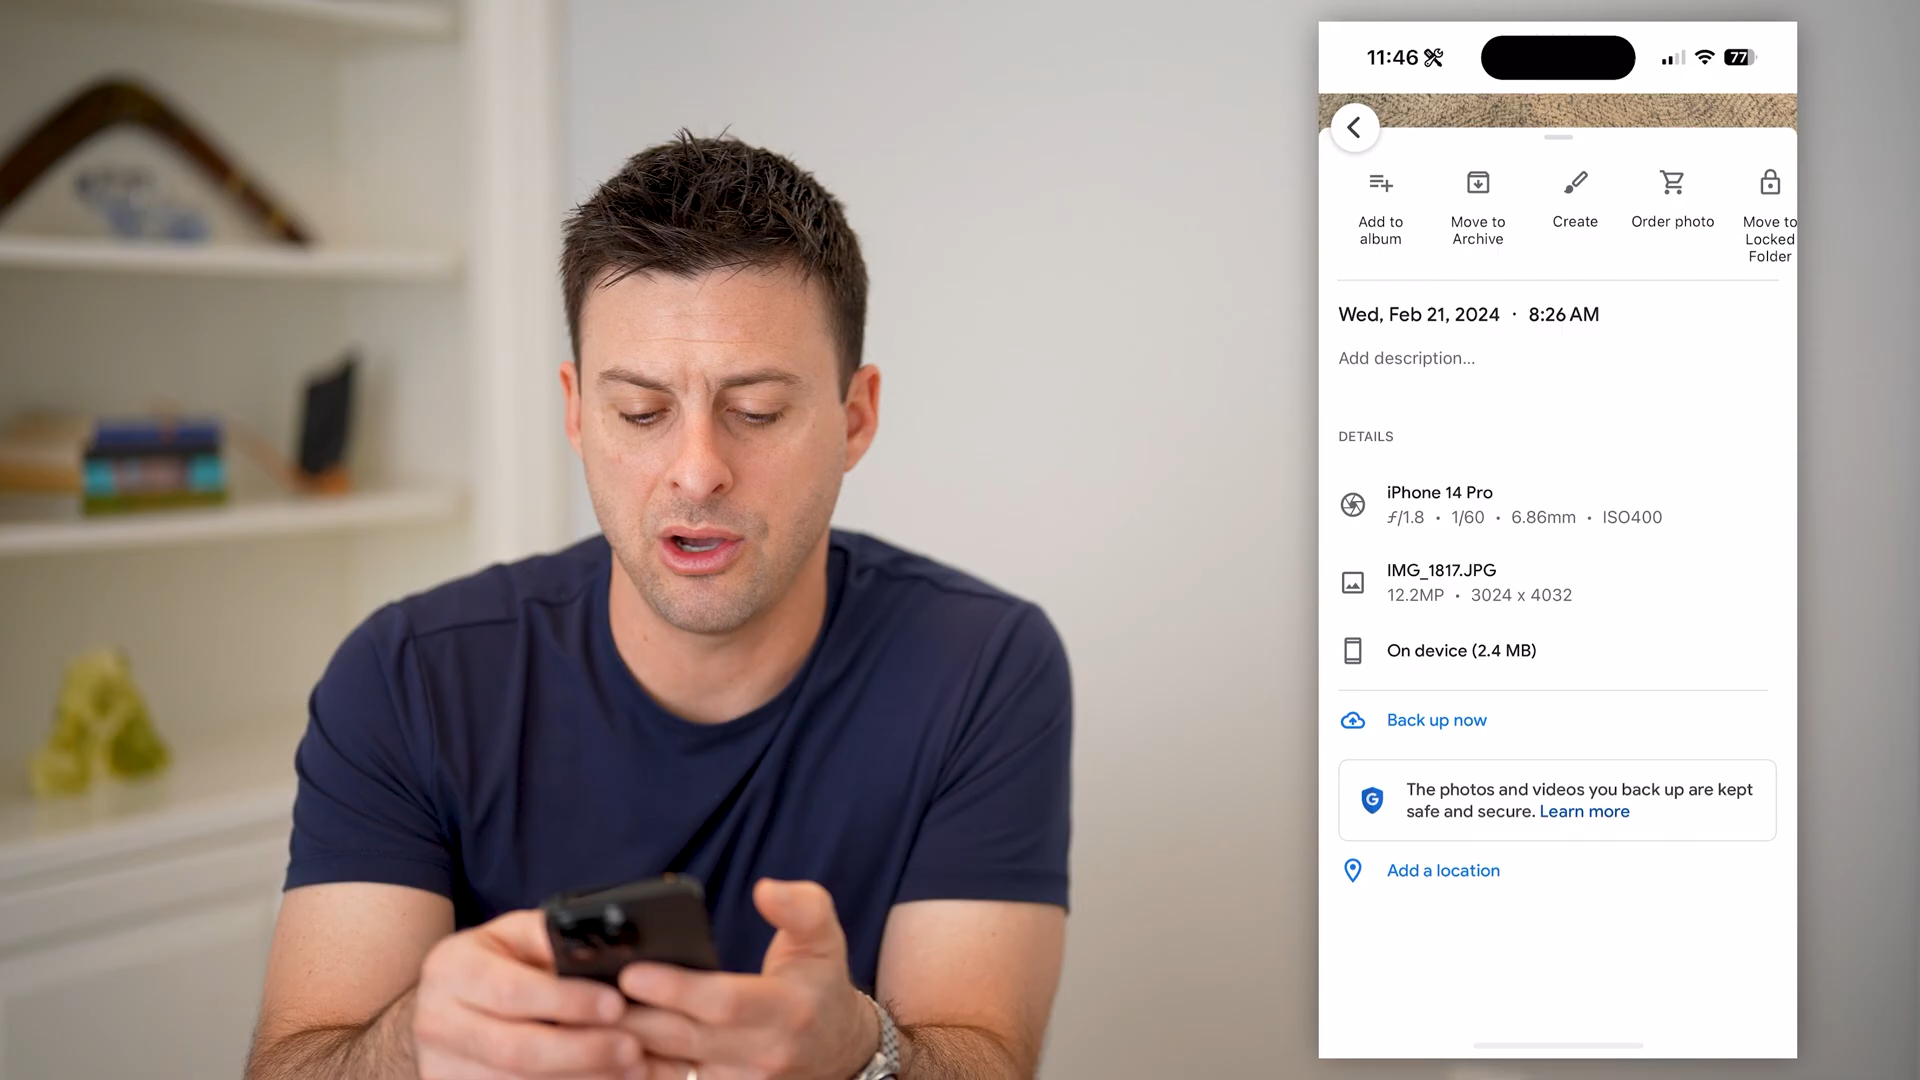 11:46
77
Add to
album
Move to
Archive
Create
Order photo
Move to
Locked
Folder
Wed, Feb 21, 2024 · 8:26 AM
Add description...
DETAILS
iPhone 14 Pro
ƒ/1.8 • 1/60 • 6.86mm • ISO400
IMG_1817.JPG
12.2MP • 3024 x 4032
On device (2.4 MB)
Back up now
G
The photos and videos you back up are kept
safe and secure. Learn more
Add a location